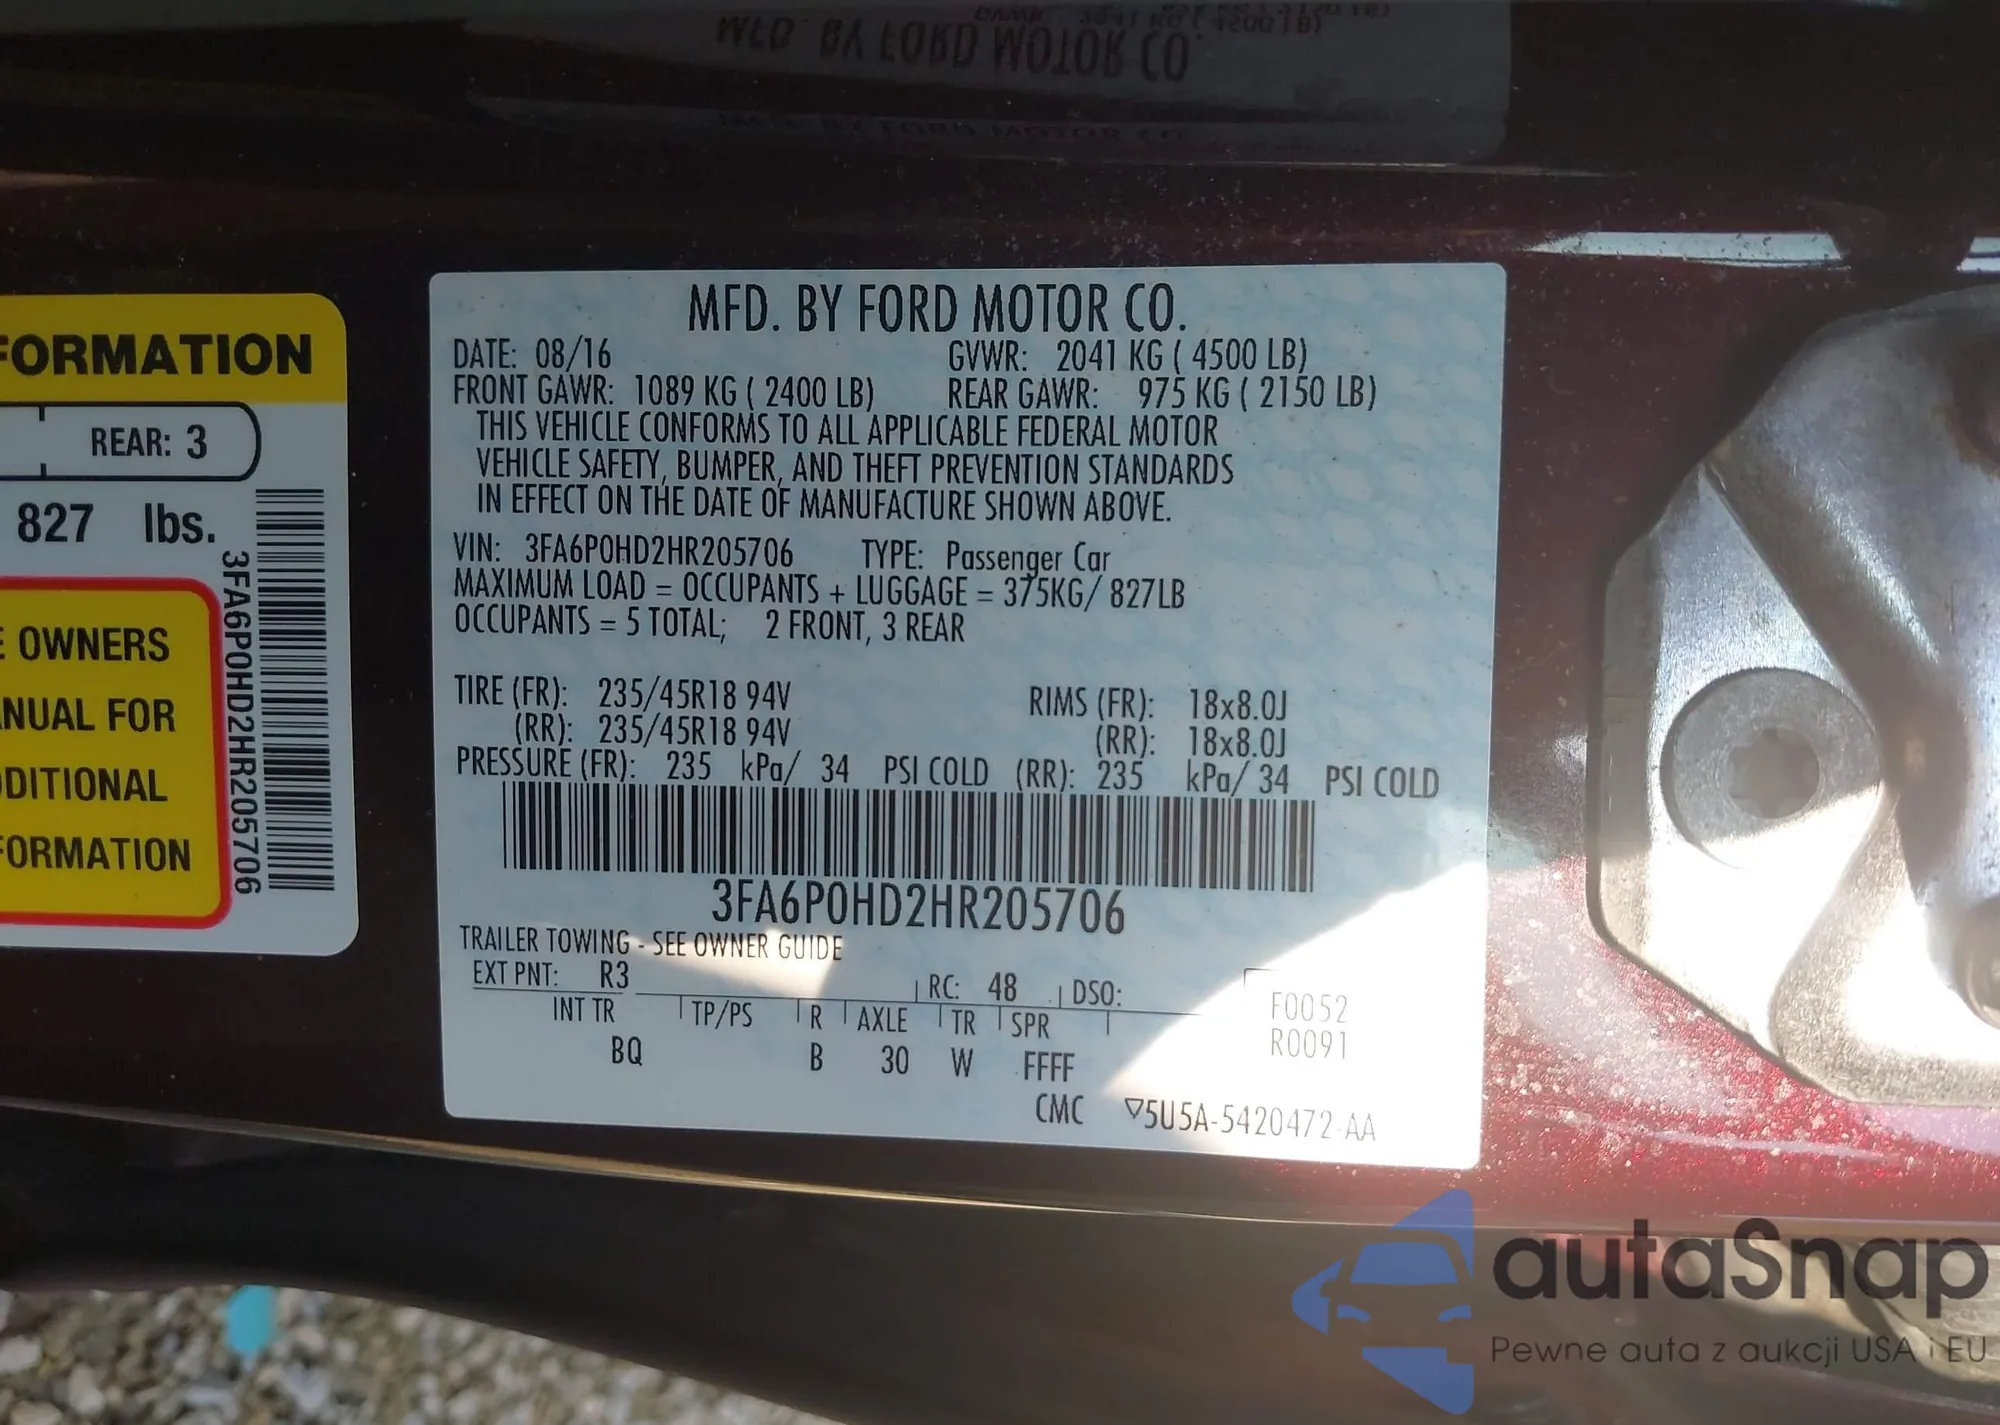 FORMATION
REAR: 3
827 lbs.
3FA6P0HD2HR205706
OWNERS
NUAL FOR
DITIONAL
FORMATION
MFD. BY FORD MOTOR CO.
DATE: 08/16 GVWR: 2041 KG ( 4500 LB)
FRONT GAWR: 1089 KG ( 2400 LB) REAR GAWR: 975 KG ( 2150 LB)
THIS VEHICLE CONFORMS TO ALL APPLICABLE FEDERAL MOTOR
VEHICLE SAFETY, BUMPER, AND THEFT PREVENTION STANDARDS
IN EFFECT ON THE DATE OF MANUFACTURE SHOWN ABOVE.
VIN: 3FA6P0HD2HR205706 TYPE: Passenger Car
MAXIMUM LOAD = OCCUPANTS + LUGGAGE = 375KG/ 827LB
OCCUPANTS = 5 TOTAL; 2 FRONT, 3 REAR
TIRE (FR): 235/45R18 94V RIMS (FR): 18x8.0J
(RR): 235/45R18 94V (RR): 18x8.0J
PRESSURE (FR): 235 kPa/ 34 PSI COLD (RR): 235 kPa/ 34 PSI COLD
3FA6P0HD2HR205706
TRAILER TOWING - SEE OWNER GUIDE
EXT PNT: R3 RC: 48 DSO: F0052
INT TR TP/PS R AXLE TR SPR R0091
BQ B 30 W FFFF
CMC ▽5U5A-5420472-AA
autaSnap
Pewne auta z aukcji USA i EU